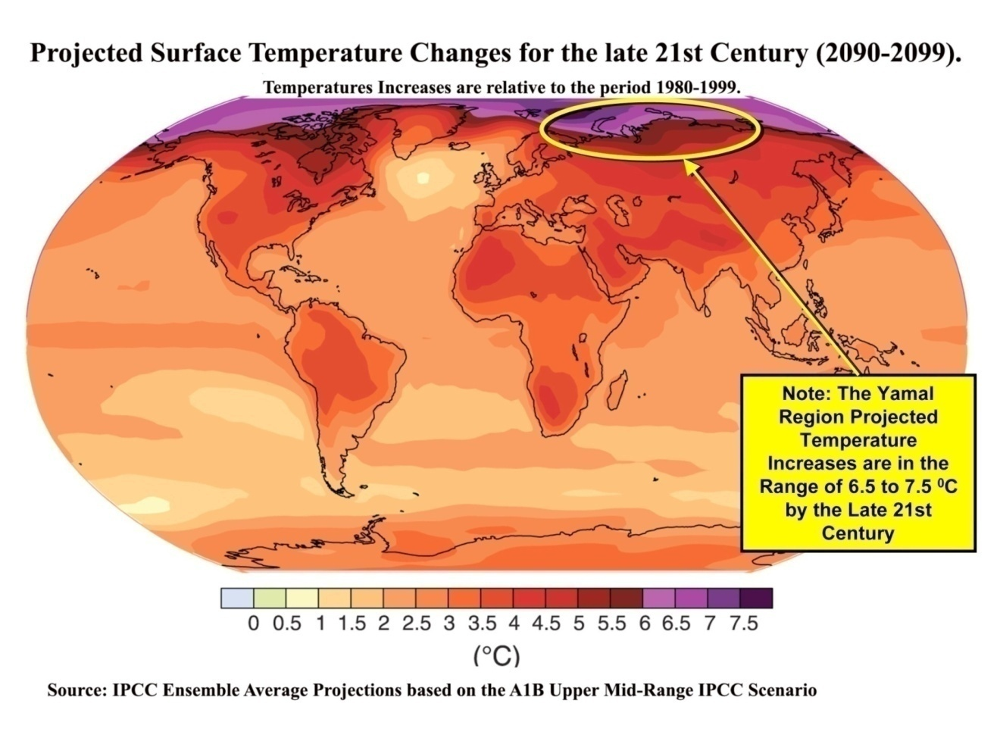 Projected Surface Temperature Changes for the late 21st Century (2090-2099).
Temperatures Increases are relative to the period 1980-1999.
Note: The Yamal
Region Projected
Temperature
Increases are in the
Range of 6.5 to 7.5 ⁰C
by the Late 21st
Century
0 0.5 1 1.5 2 2.5 3 3.5 4 4.5 5 5.5 6 6.5 7 7.5
(°C)
Source: IPCC Ensemble Average Projections based on the A1B Upper Mid-Range IPCC Scenario